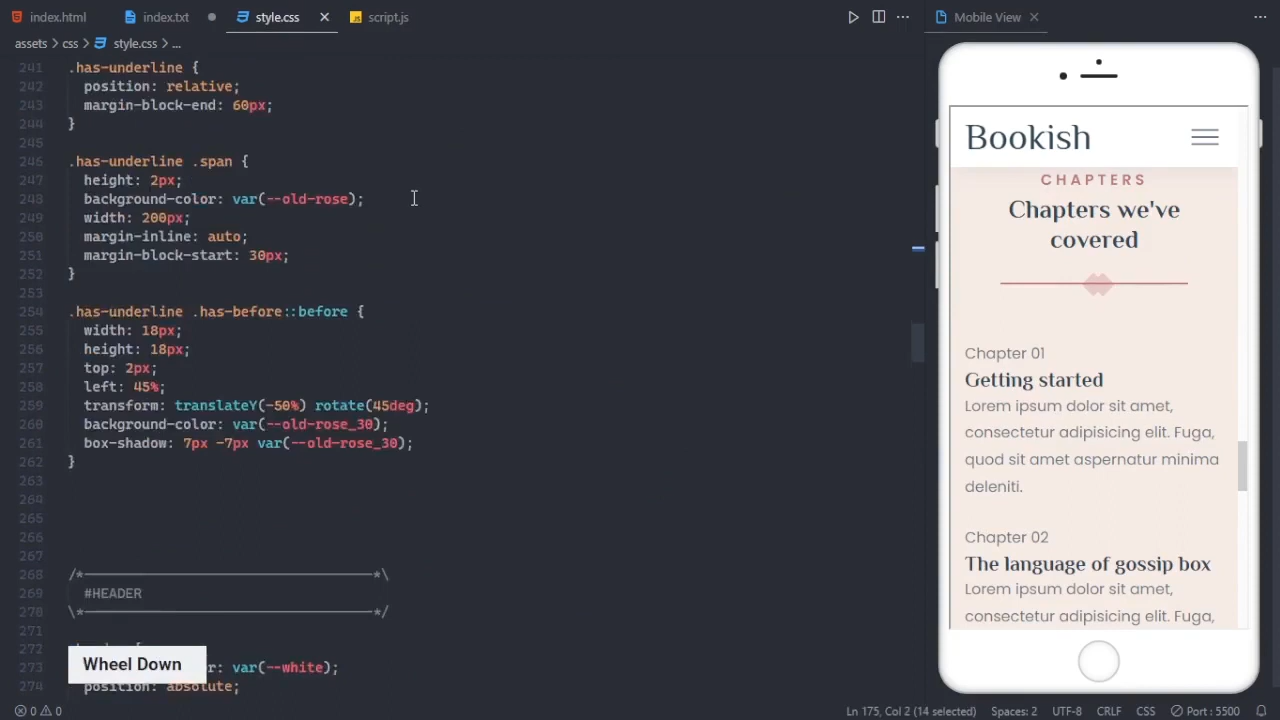 index.html
index.txt
style.css
script.js
Mobile View
assets > css > style.css > ...
241 .has-underline {
242 position: relative;
243 margin-block-end: 60px;
244 }
245
246 .has-underline .span {
247 height: 2px;
248 background-color: var(--old-rose);
249 width: 200px;
250 margin-inline: auto;
251 margin-block-start: 30px;
252 }
253
254 .has-underline .has-before::before {
255 width: 18px;
256 height: 18px;
257 top: 2px;
258 left: 45%;
259 transform: translateY(-50%) rotate(45deg);
260 background-color: var(--old-rose_30);
261 box-shadow: 7px -7px var(--old-rose_30);
262 }
263
264
265
266
267
268 /*-----------------------------------*\
269 #HEADER
270 \*-----------------------------------*/
271
272
273 r: var(--white);
274 position: absolute;
Wheel Down
Bookish
CHAPTERS
Chapters we've
covered
Chapter 01
Getting started
Lorem ipsum dolor sit amet,
consectetur adipisicing elit. Fuga,
quod sit amet aspernatur minima
deleniti.
Chapter 02
The language of gossip box
Lorem ipsum dolor sit amet,
consectetur adipisicing elit. Fuga,
0 0
Ln 175, Col 2 (14 selected)
Spaces: 2
UTF-8
CRLF
CSS
Port : 5500